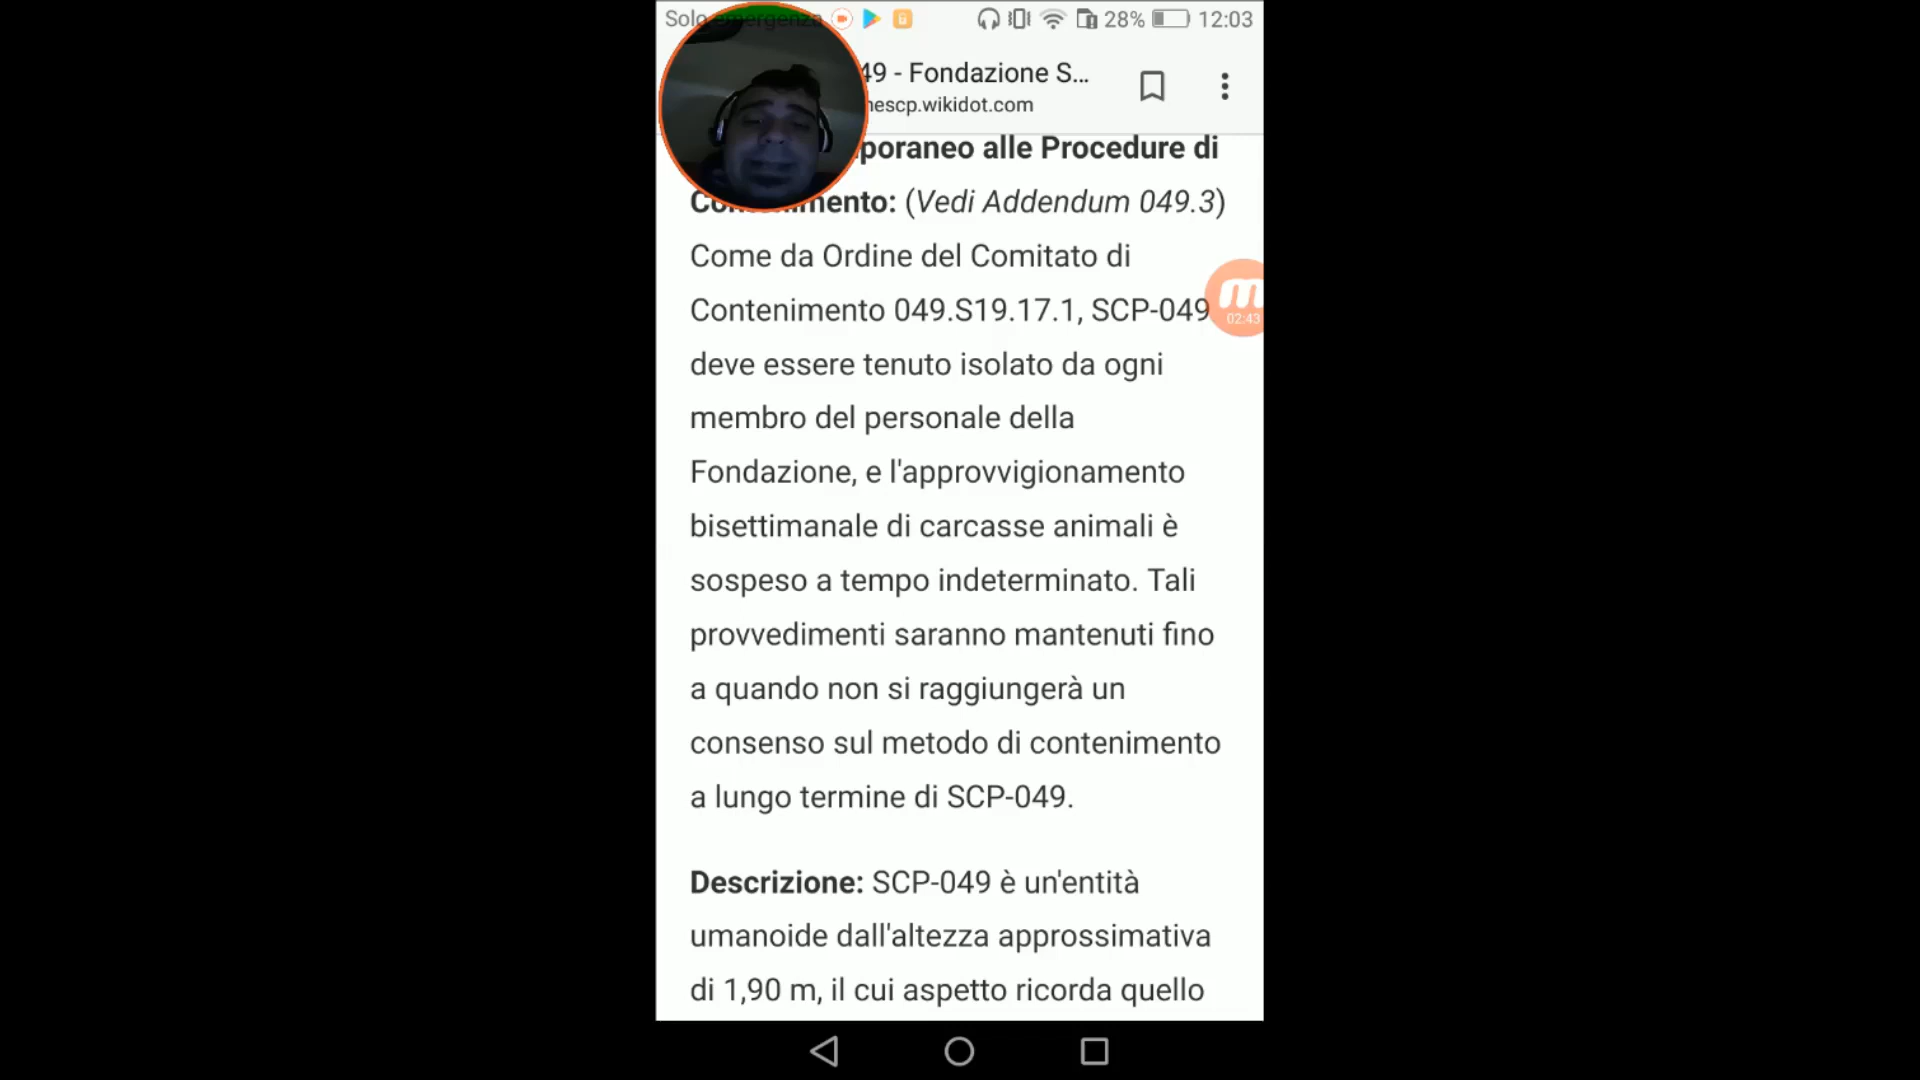 Solo emergenza 28% 12:03
49 - Fondazione S...
nescp.wikidot.com
poraneo alle Procedure di
(Vedi Addendum 049.3)
Come da Ordine del Comitato di
Contenimento 049.S19.17.1, SCP-049
02:43
deve essere tenuto isolato da ogni
membro del personale della
Fondazione, e l'approvvigionamento
bisettimanale di carcasse animali è
sospeso a tempo indeterminato. Tali
provvedimenti saranno mantenuti fino
a quando non si raggiungerà un
consenso sul metodo di contenimento
a lungo termine di SCP-049.
Descrizione: SCP-049 è un'entità
umanoide dall'altezza approssimativa
di 1,90 m, il cui aspetto ricorda quello